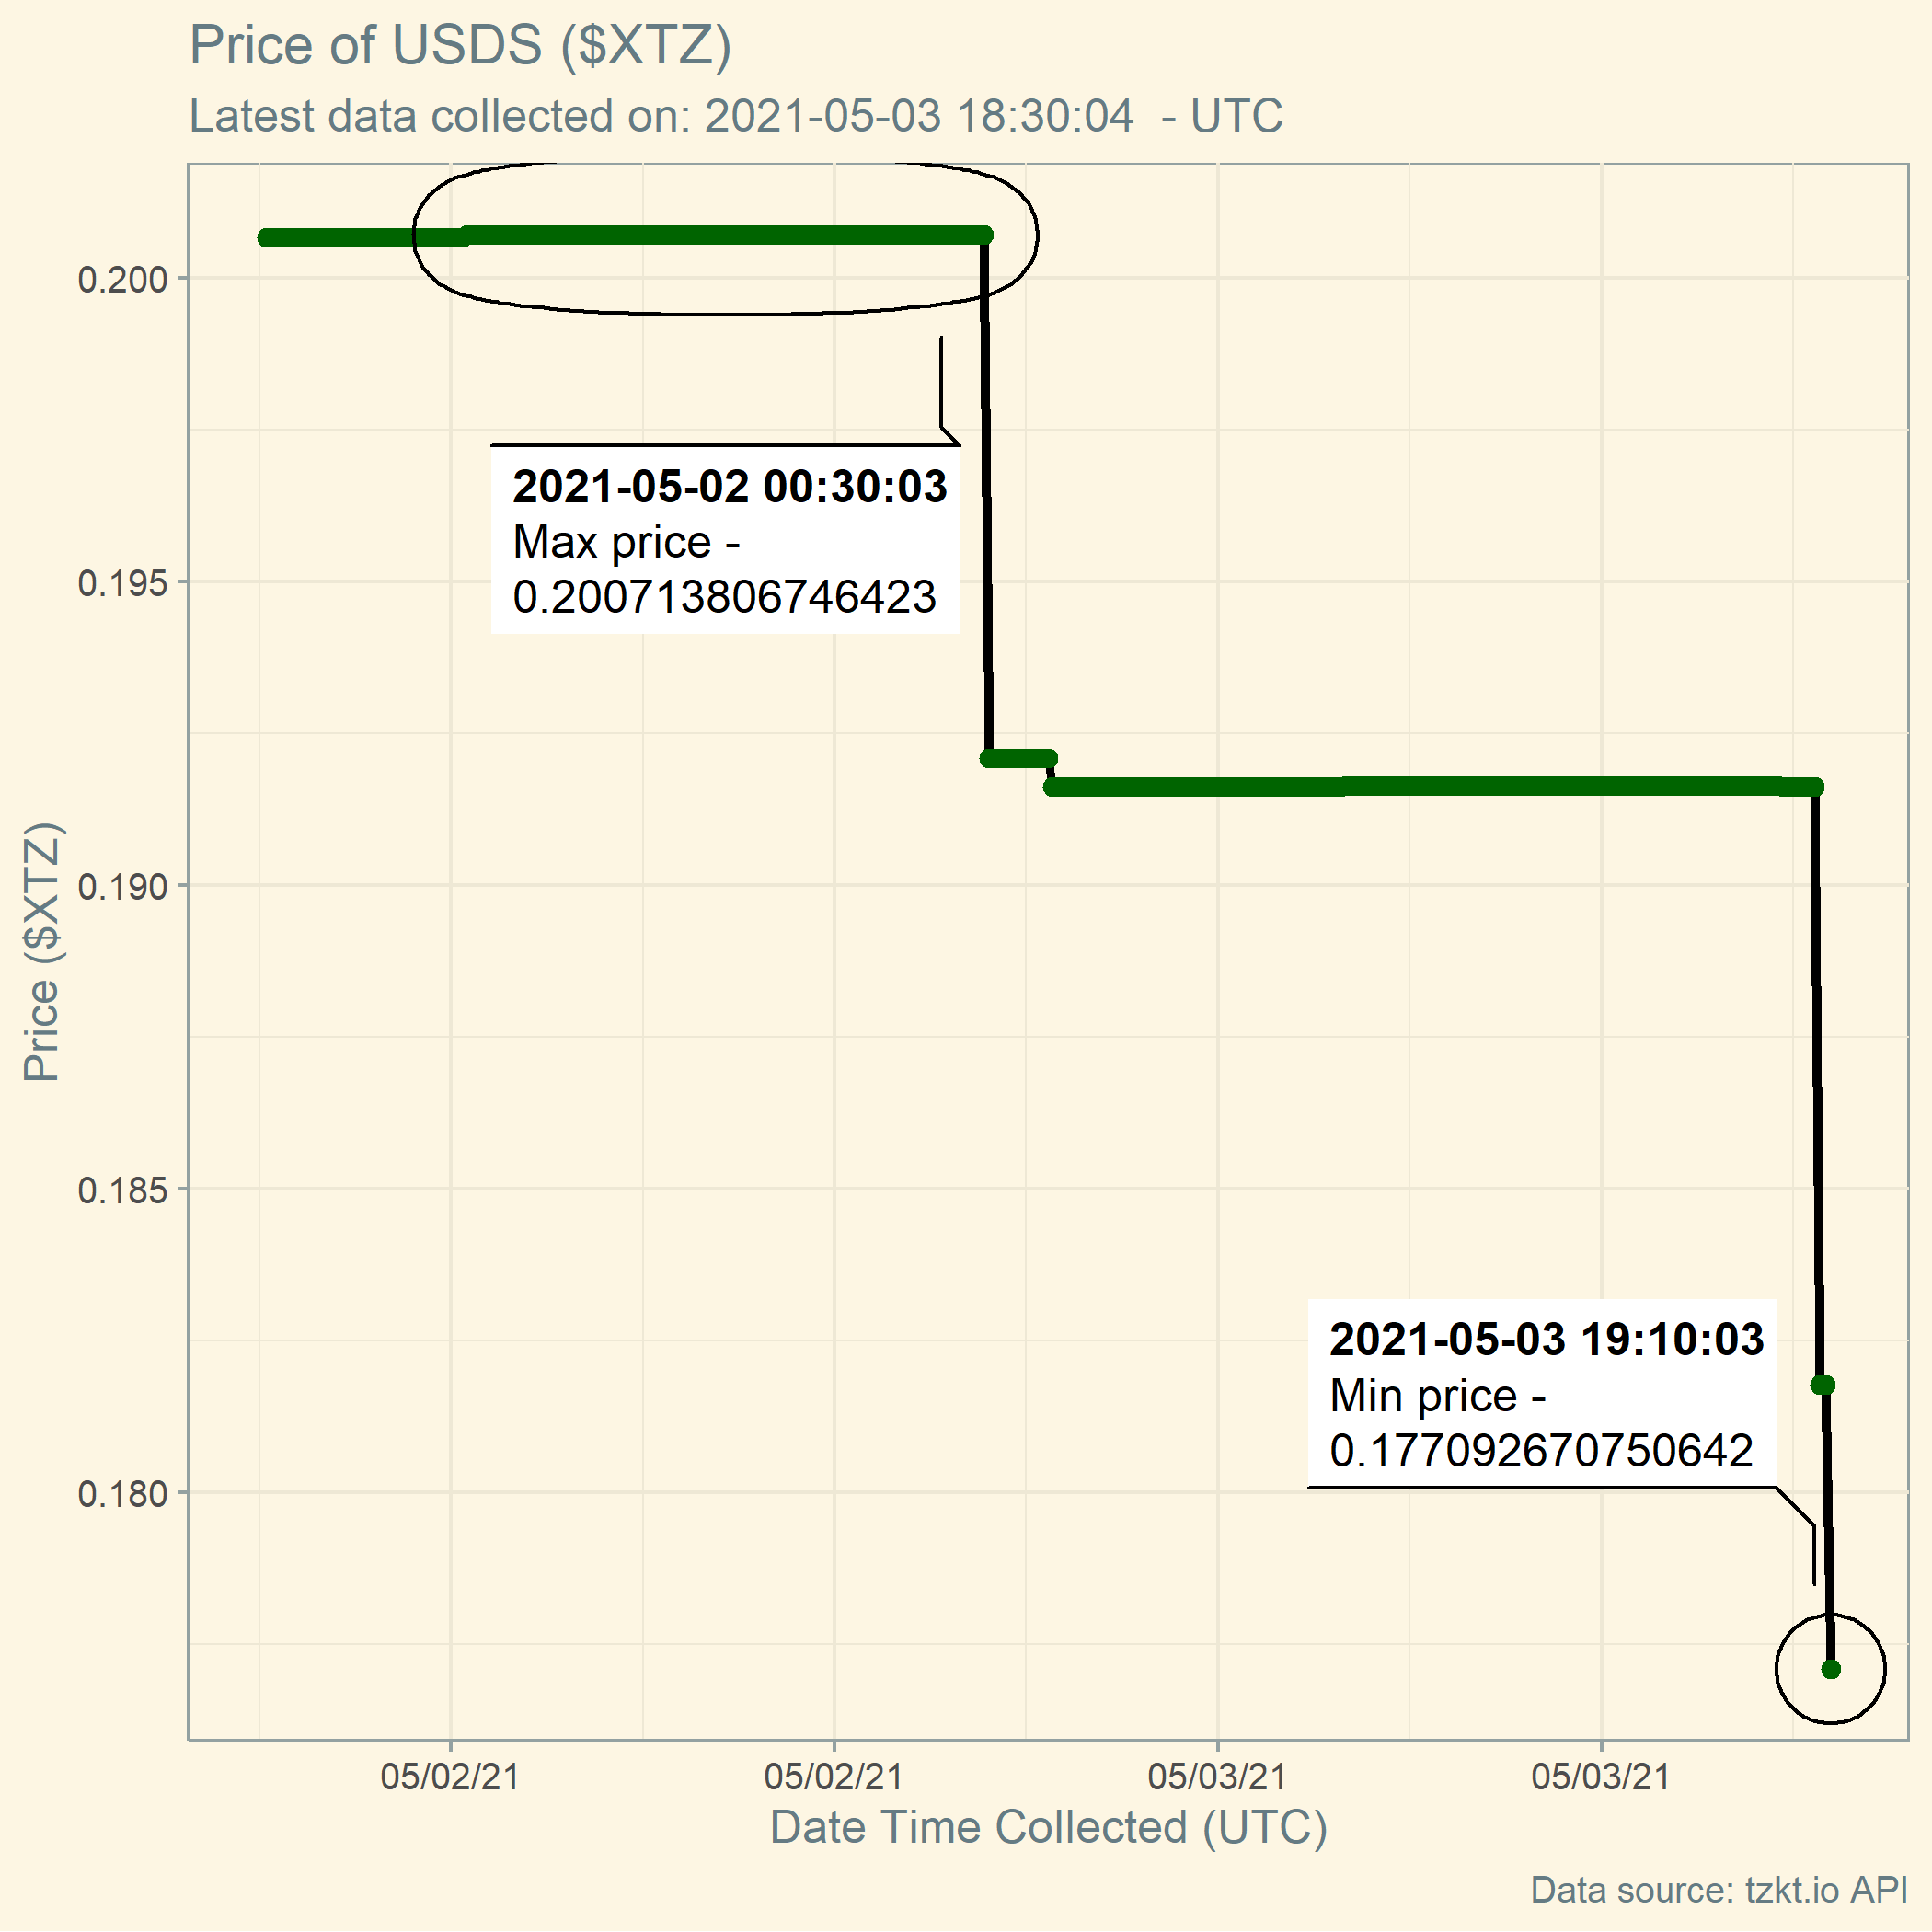 Price of USDS ($XTZ)
Latest data collected on: 2021-05-03 18:30:04  - UTC
0.200
0.195
0.190
0.185
0.180
Price ($XTZ)
2021-05-02 00:30:03
Max price -
0.200713806746423
2021-05-03 19:10:03
Min price -
0.177092670750642
05/02/21
05/02/21
05/03/21
05/03/21
Date Time Collected (UTC)
Data source: tzkt.io API